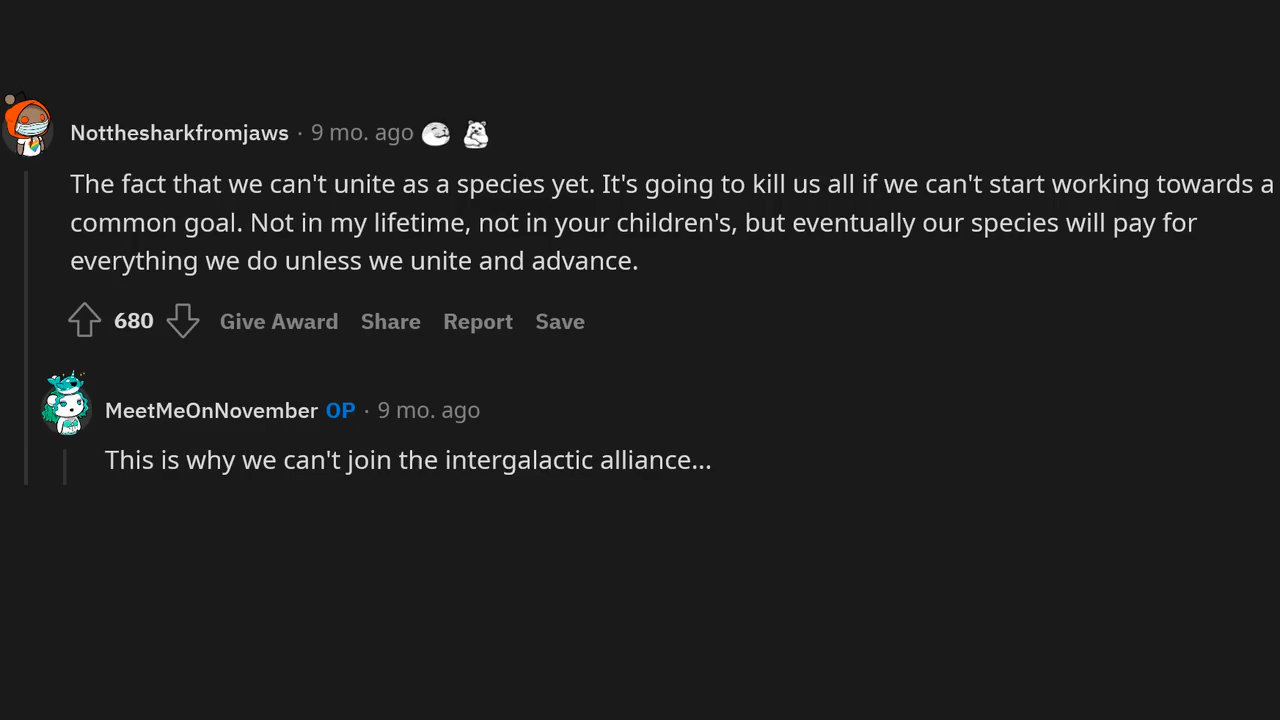 Notthesharkfromjaws · 9 mo. ago
The fact that we can't unite as a species yet. It's going to kill us all if we can't start working towards a
common goal. Not in my lifetime, not in your children's, but eventually our species will pay for
everything we do unless we unite and advance.
680 Give Award Share Report Save
MeetMeOnNovember OP · 9 mo. ago
This is why we can't join the intergalactic alliance...